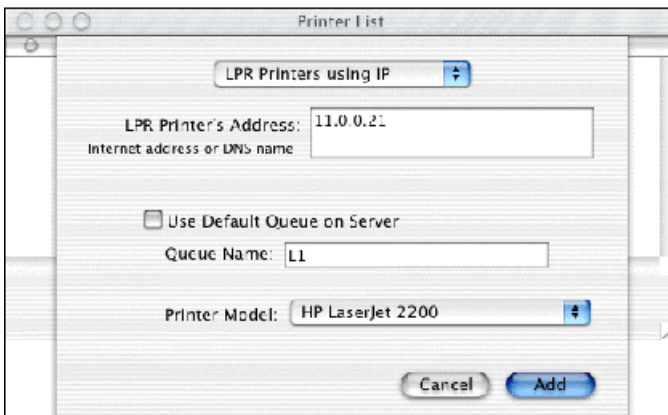 Printer List
LPR Printers using IP
LPR Printer's Address: 11.0.0.21
Internet address or DNS name
Use Default Queue on Server
Queue Name: L1
Printer Model: HP LaserJet 2200
Cancel Add